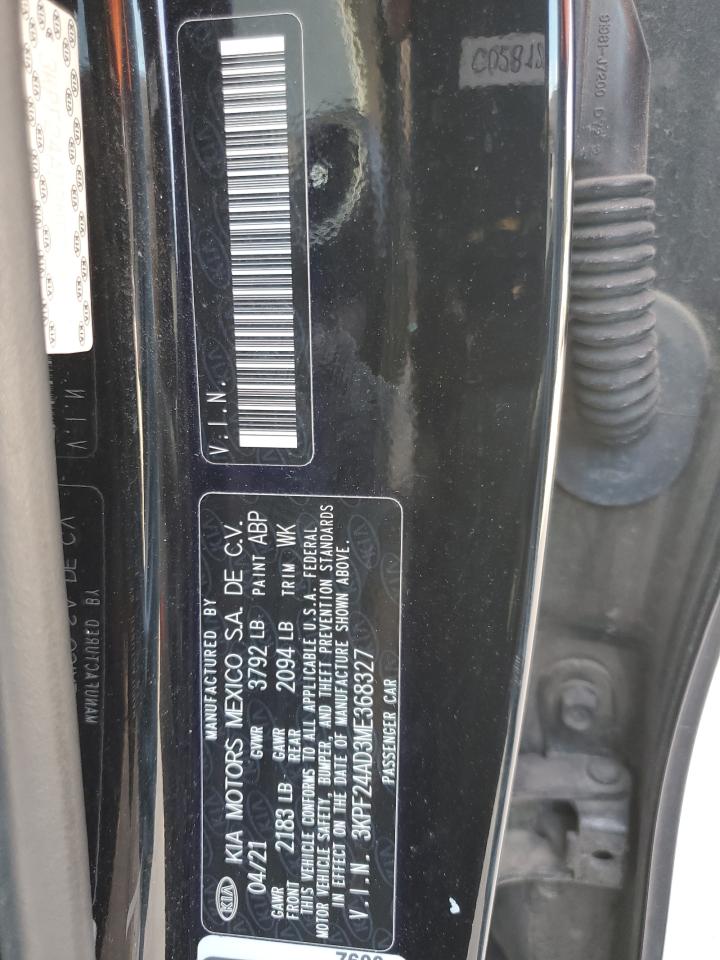 KIA
MANUFACTURED BY
KIA MOTORS MEXICO S.A. DE C.V.
04/21 GVWR 3792 LB PAINT ABP
GAWR FRONT 2183 LB GAWR REAR 2094 LB TRIM WK
THIS VEHICLE CONFORMS TO ALL APPLICABLE U.S.A. FEDERAL
MOTOR VEHICLE SAFETY, BUMPER, AND THEFT PREVENTION STANDARDS
IN EFFECT ON THE DATE OF MANUFACTURE SHOWN ABOVE.
V.I.N. 3KPF24AD3ME368327
PASSENGER CAR
V.I.N.